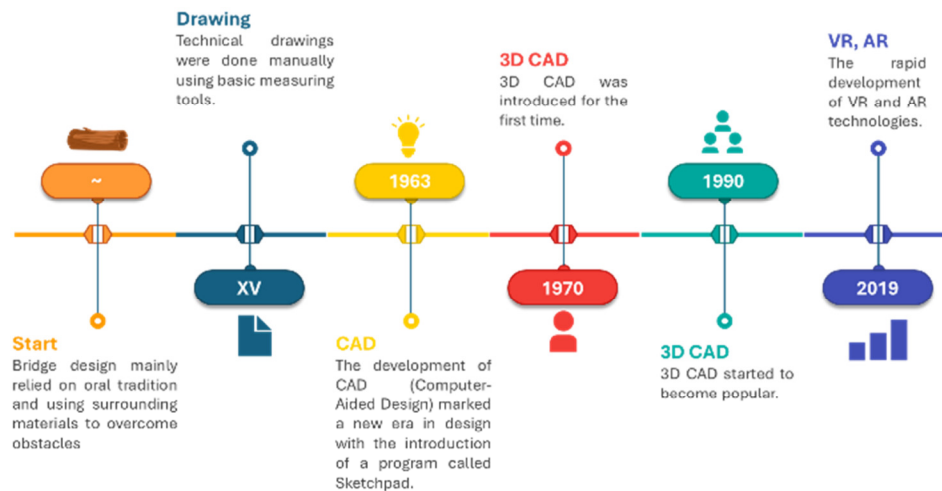 Drawing
Technical drawings
were done manually
using basic measuring
tools.
3D CAD
3D CAD was
introduced for the
first time.
VR, AR
The rapid
development
of VR and AR
technologies.
~
1963
1990
XV
1970
2019
Start
Bridge design mainly
relied on oral tradition
and using surrounding
materials to overcome
obstacles
CAD
The development of
CAD (Computer-
Aided Design) marked
a new era in design
with the introduction
of a program called
Sketchpad.
3D CAD
3D CAD started to
become popular.